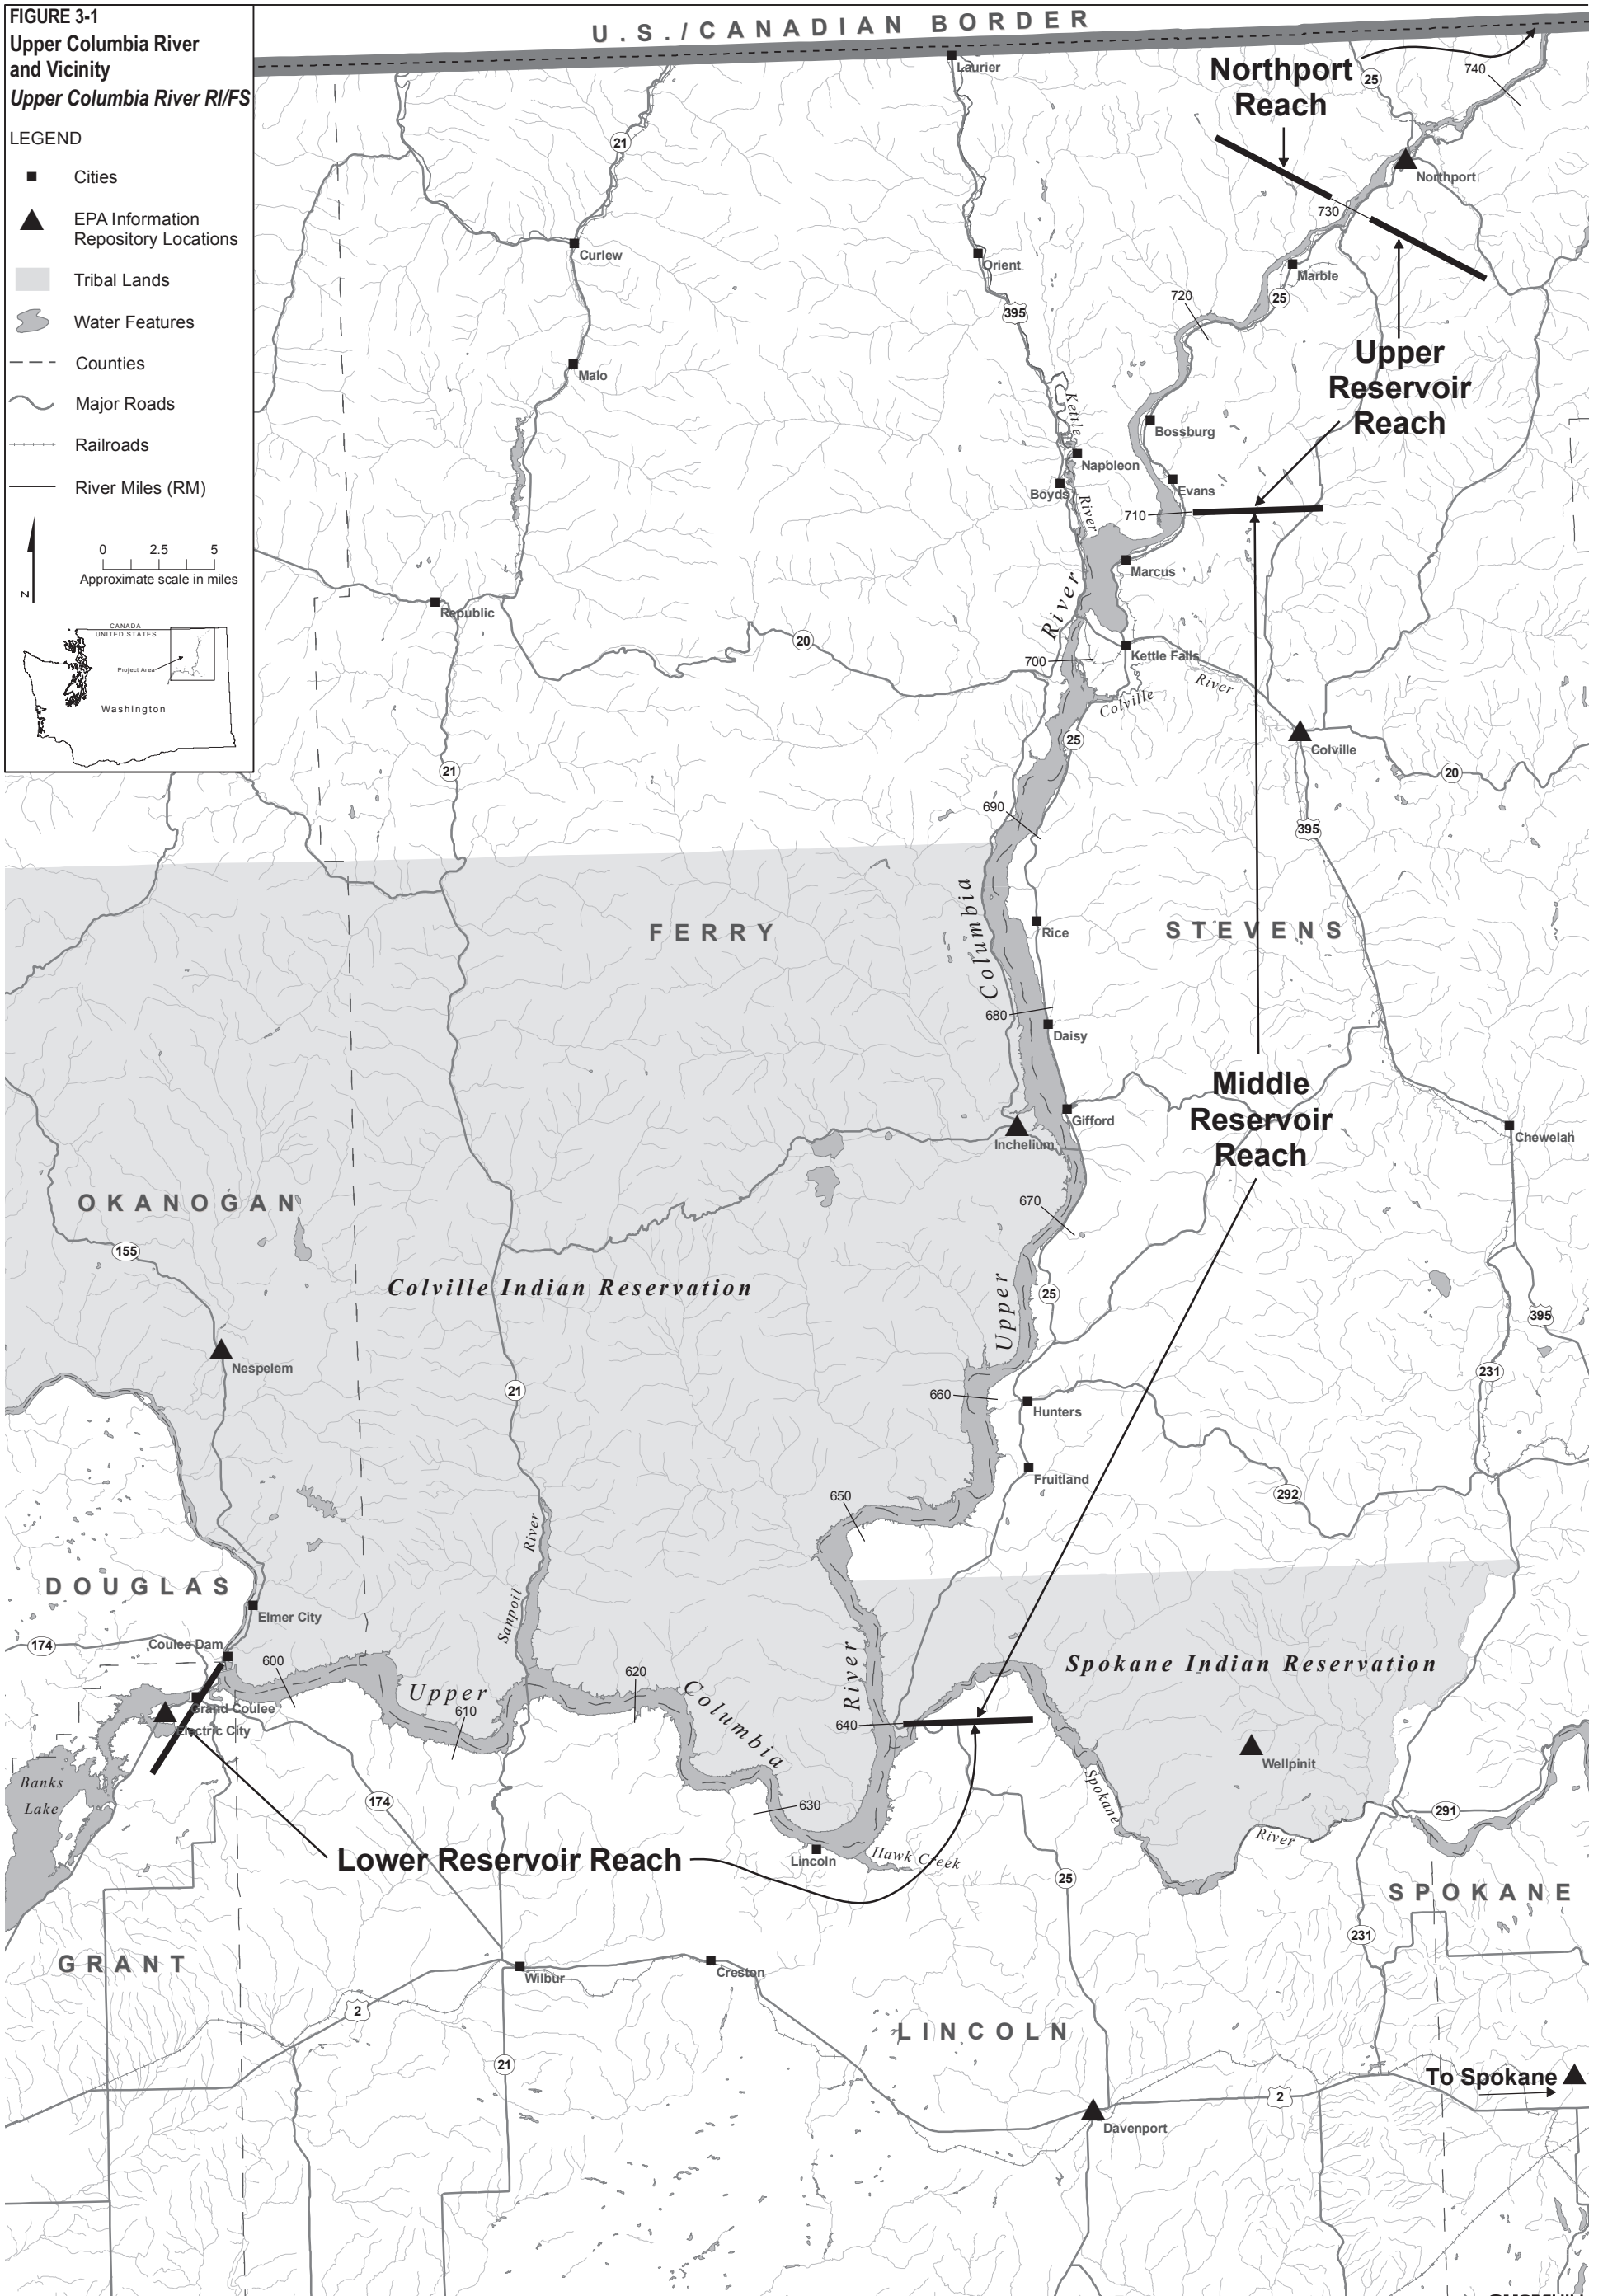 FIGURE 3-1
Upper Columbia River
and Vicinity
Upper Columbia River RI/FS
LEGEND
Cities
EPA Information
Repository Locations
Tribal Lands
Water Features
Counties
Major Roads
Railroads
River Miles (RM)
N
0 2.5 5
Approximate scale in miles
CANADA
UNITED STATES
Project Area
Washington
U.S./CANADIAN BORDER
Laurier
Northport
Reach
25
740
21
Northport
730
Curlew
Orient
Marble
25
720
395
Upper
Reservoir
Reach
Malo
Kettle
River
Bossburg
Napoleon
Boyds
Evans
710
Marcus
Republic
River
20
Kettle Falls
700
Colville
River
25
Colville
21
20
690
395
Columbia
FERRY
Rice
STEVENS
680
Daisy
Middle
Reservoir
Reach
Gifford
Inchelium
Chewelah
670
OKANOGAN
155
Colville Indian Reservation
Upper
25
395
Nespelem
21
231
660
Hunters
Fruitland
292
650
River
Sanpoil
DOUGLAS
Elmer City
174
Coulee Dam
600
Spokane Indian Reservation
620
Upper
Columbia
River
Grand Coulee
610
640
Electric City
Wellpinit
Banks
Lake
Spokane
River
174
630
291
Lower Reservoir Reach
Lincoln
Hawk Creek
25
SPOKANE
231
GRANT
Wilbur
Creston
2
LINCOLN
21
To Spokane
2
Davenport